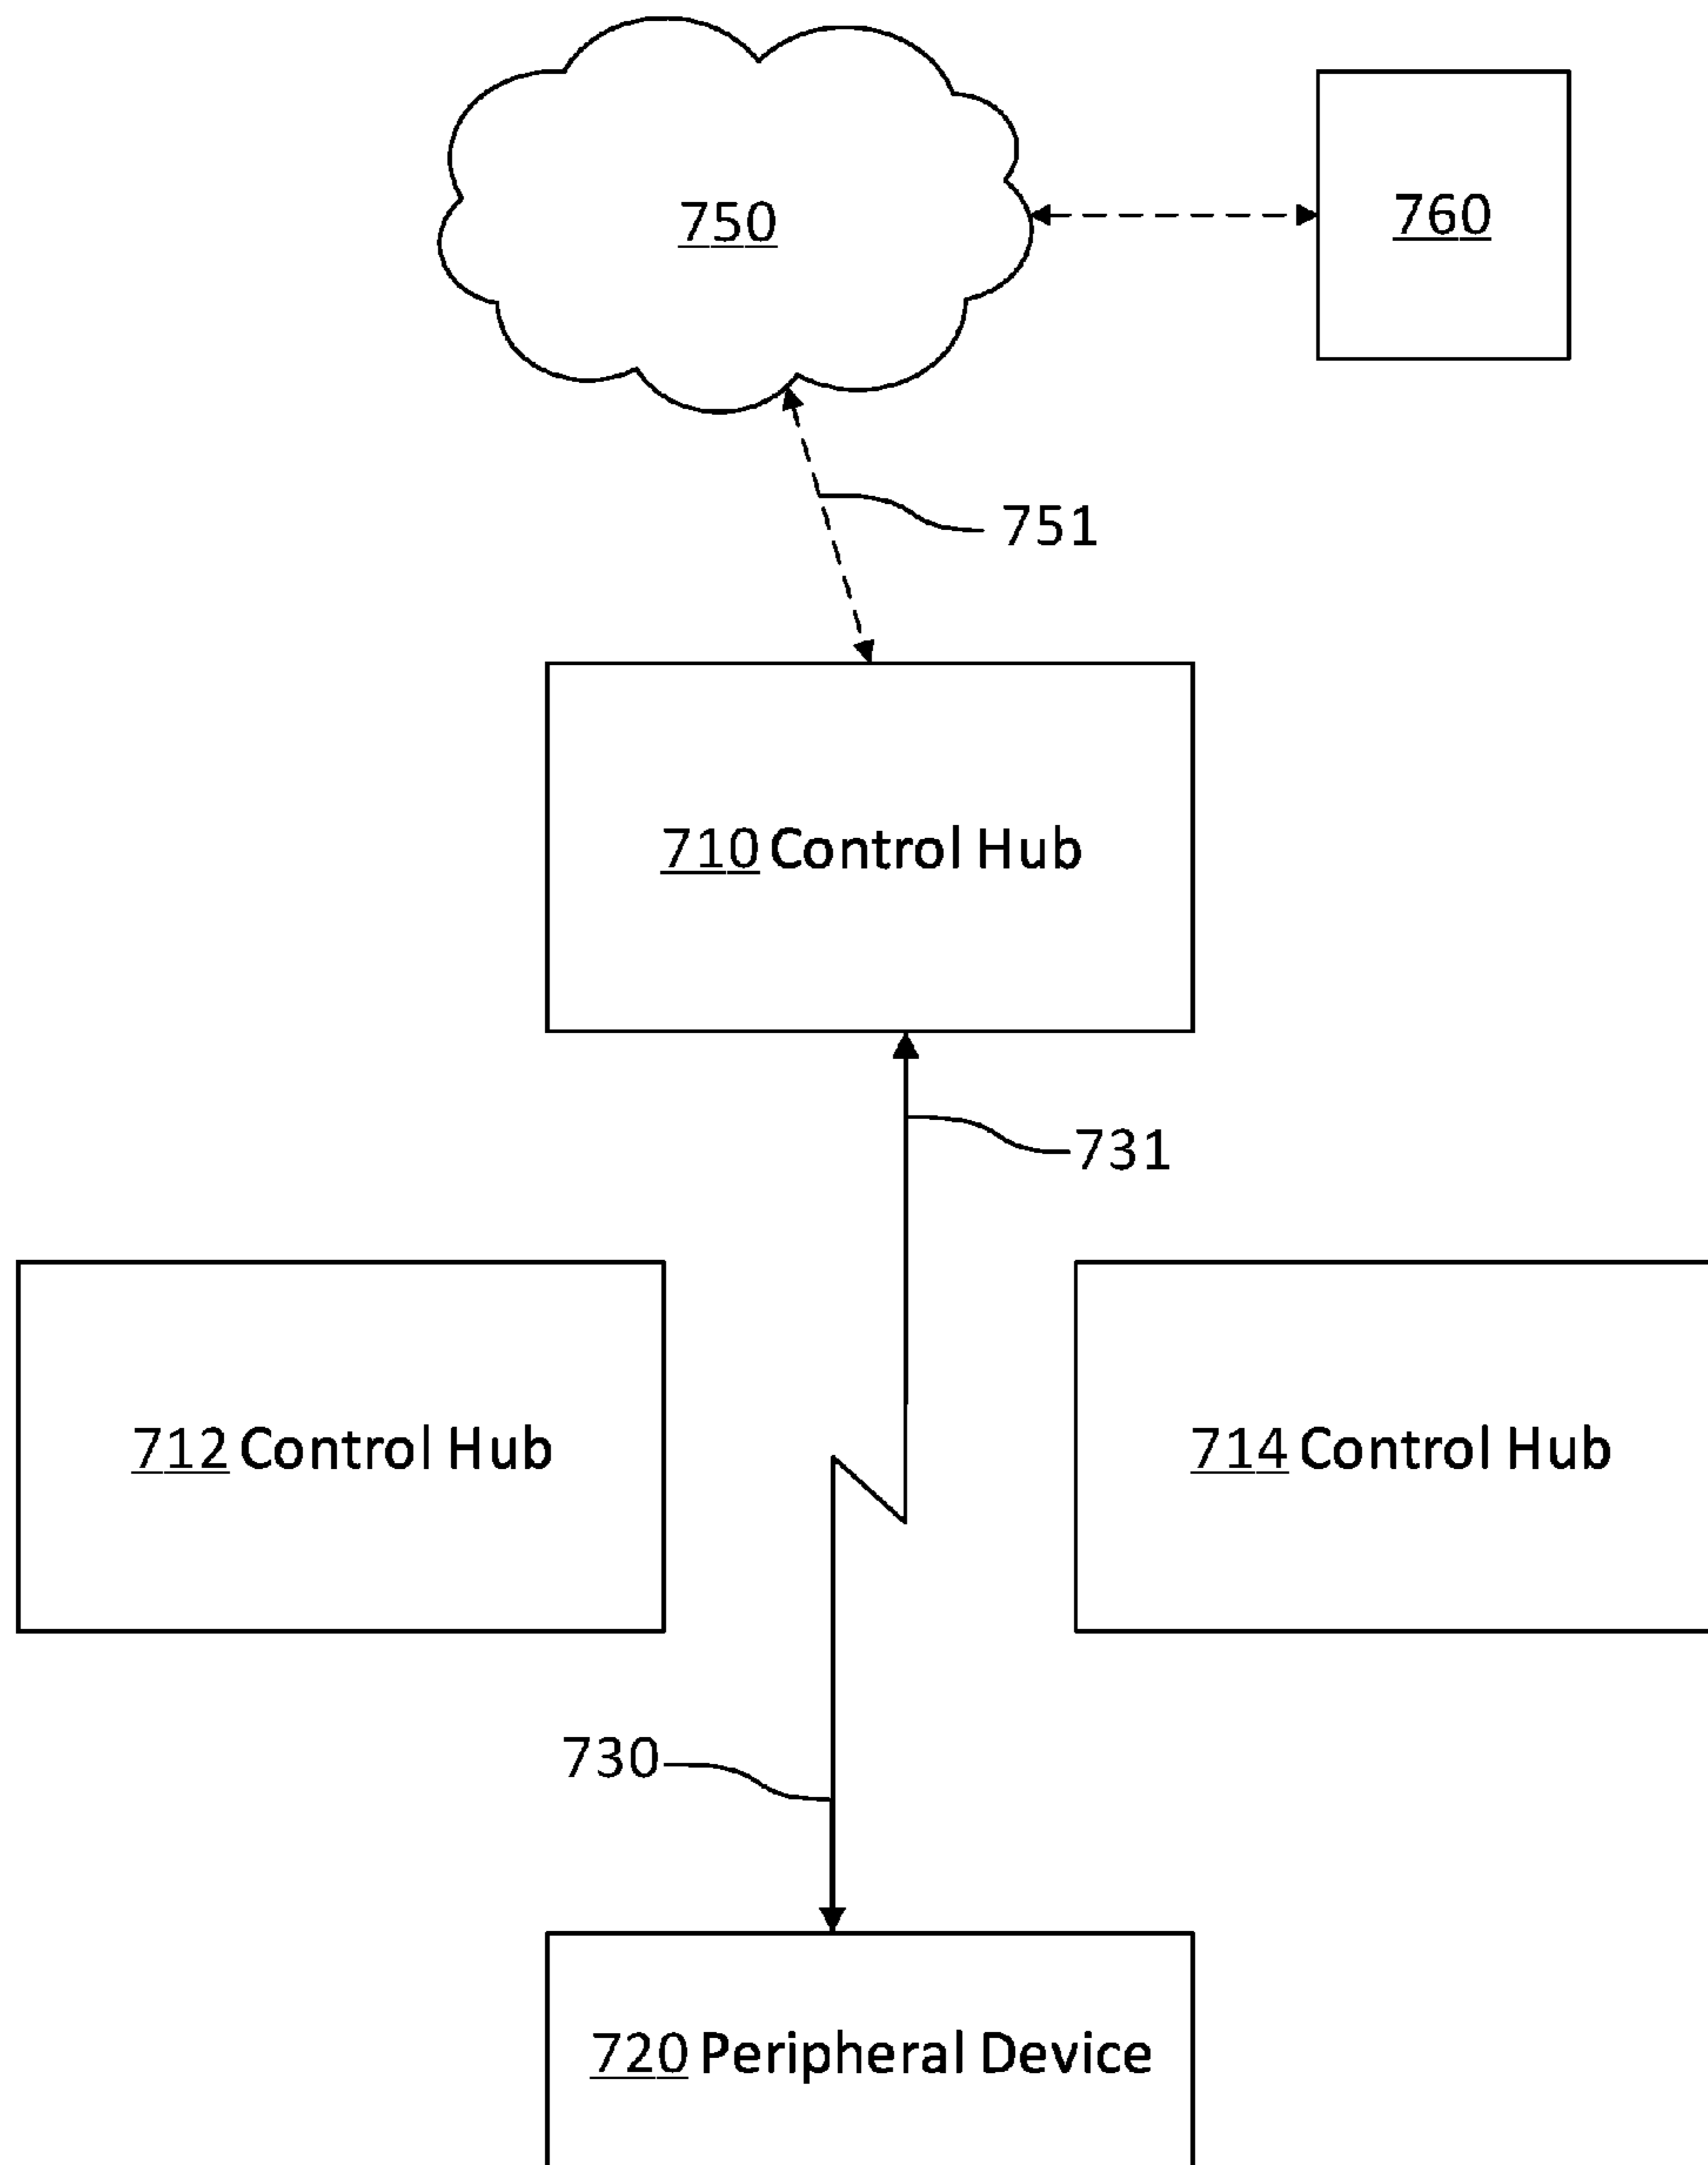 750
760
751
710 Control Hub
731
712 Control Hub
714 Control Hub
730
720 Peripheral Device